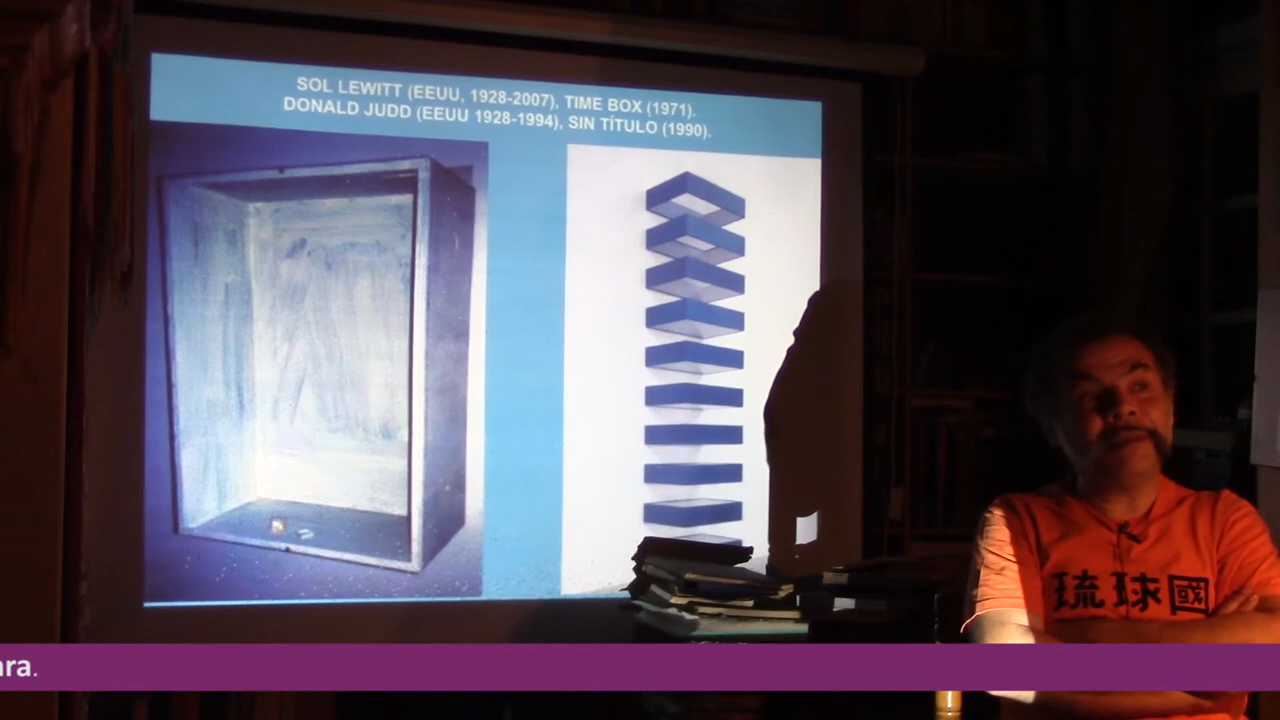 SOL LEWITT (EEUU, 1928-2007), TIME BOX (1971).
DONALD JUDD (EEUU 1928-1994), SIN TÍTULO (1990).
琉球國